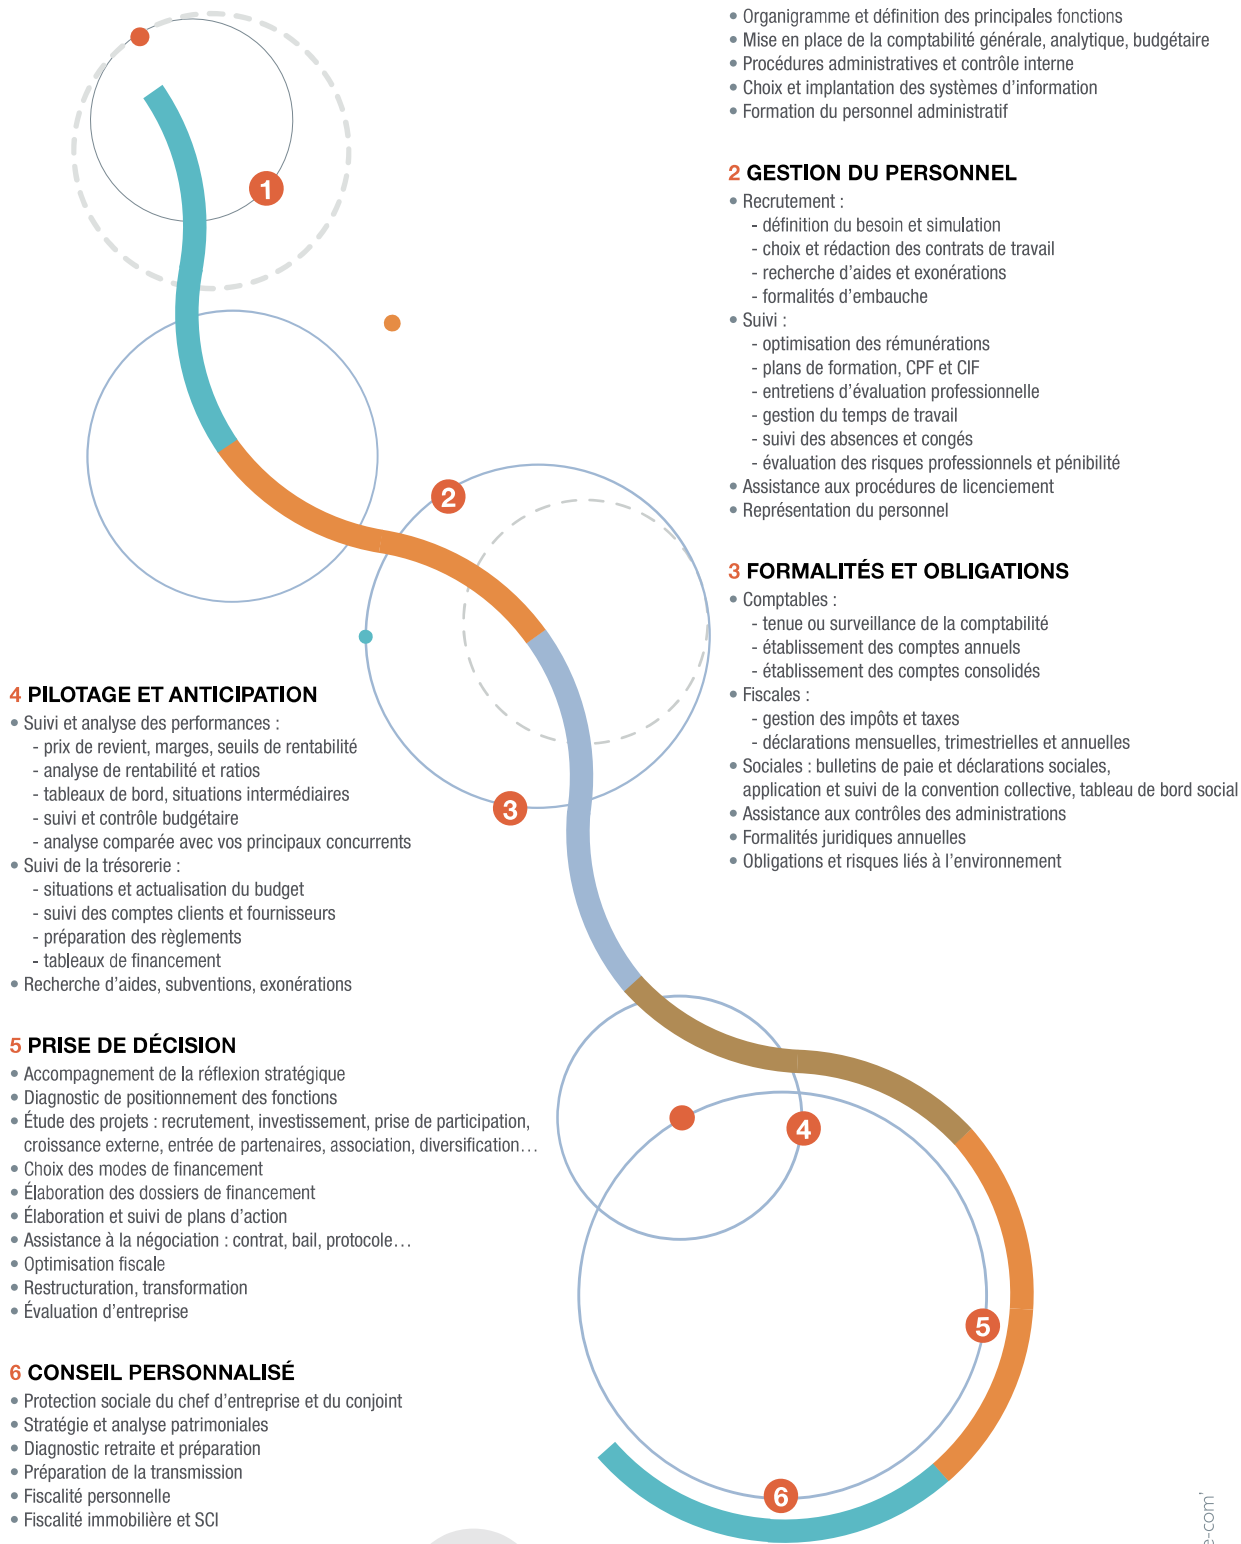 • Organigramme et définition des principales fonctions
• Mise en place de la comptabilité générale, analytique, budgétaire
• Procédures administratives et contrôle interne
• Choix et implantation des systèmes d'information
• Formation du personnel administratif
1
2 GESTION DU PERSONNEL
• Recrutement :
- définition du besoin et simulation
- choix et rédaction des contrats de travail
- recherche d'aides et exonérations
- formalités d'embauche
• Suivi :
- optimisation des rémunérations
- plans de formation, CPF et CIF
- entretiens d'évaluation professionnelle
- gestion du temps de travail
- suivi des absences et congés
- évaluation des risques professionnels et pénibilité
• Assistance aux procédures de licenciement
• Représentation du personnel
2
3 FORMALITÉS ET OBLIGATIONS
• Comptables :
- tenue ou surveillance de la comptabilité
- établissement des comptes annuels
- établissement des comptes consolidés
• Fiscales :
- gestion des impôts et taxes
- déclarations mensuelles, trimestrielles et annuelles
• Sociales : bulletins de paie et déclarations sociales,
application et suivi de la convention collective, tableau de bord social
• Assistance aux contrôles des administrations
• Formalités juridiques annuelles
• Obligations et risques liés à l'environnement
3
4 PILOTAGE ET ANTICIPATION
• Suivi et analyse des performances :
- prix de revient, marges, seuils de rentabilité
- analyse de rentabilité et ratios
- tableaux de bord, situations intermédiaires
- suivi et contrôle budgétaire
- analyse comparée avec vos principaux concurrents
• Suivi de la trésorerie :
- situations et actualisation du budget
- suivi des comptes clients et fournisseurs
- préparation des règlements
- tableaux de financement
• Recherche d'aides, subventions, exonérations
4
5 PRISE DE DÉCISION
• Accompagnement de la réflexion stratégique
• Diagnostic de positionnement des fonctions
• Étude des projets : recrutement, investissement, prise de participation,
croissance externe, entrée de partenaires, association, diversification…
• Choix des modes de financement
• Élaboration des dossiers de financement
• Élaboration et suivi de plans d'action
• Assistance à la négociation : contrat, bail, protocole…
• Optimisation fiscale
• Restructuration, transformation
• Évaluation d'entreprise
5
6 CONSEIL PERSONNALISÉ
• Protection sociale du chef d'entreprise et du conjoint
• Stratégie et analyse patrimoniales
• Diagnostic retraite et préparation
• Préparation de la transmission
• Fiscalité personnelle
• Fiscalité immobilière et SCI
6
e-com'